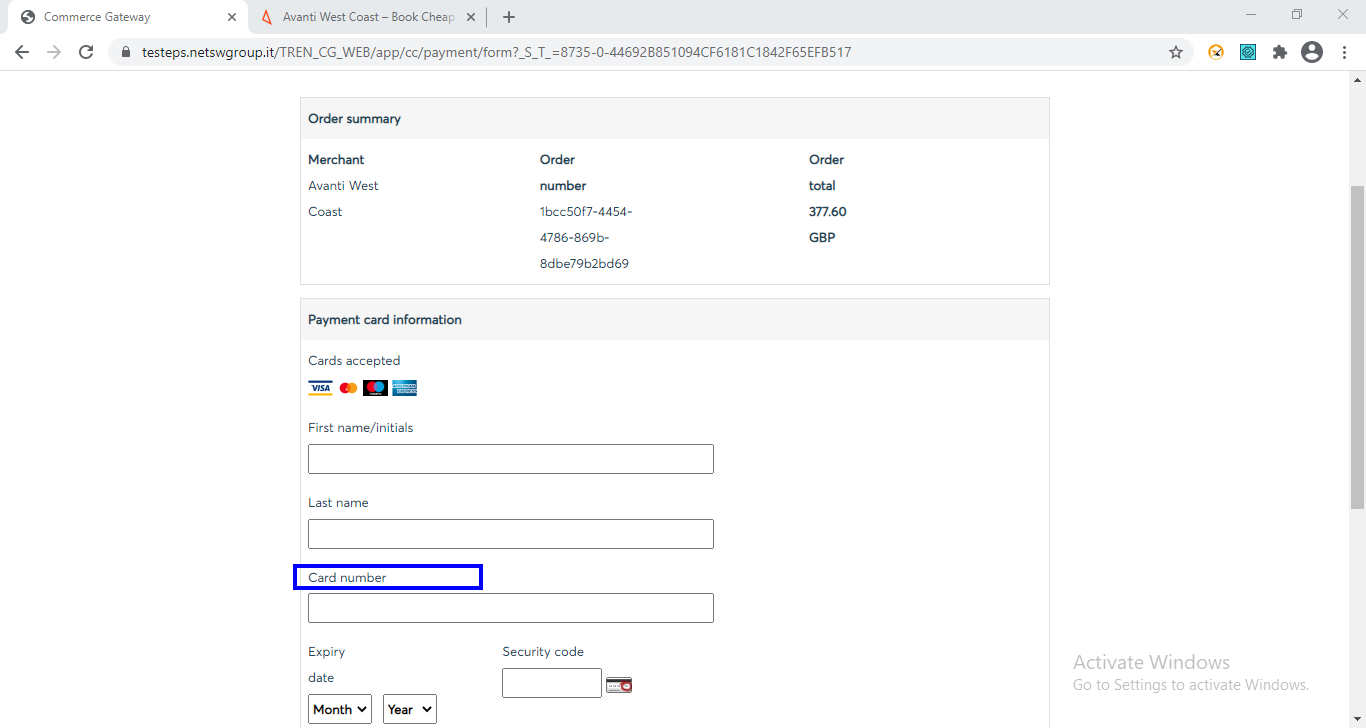 Commerce Gateway
Avanti West Coast – Book Cheap
testeps.netswgroup.it/TREN_CG_WEB/app/cc/payment/form?_S_T_=8735-0-44692B851094CF6181C1842F65EFB517
Order summary
Merchant
Avanti West
Coast
Order
number
1bcc50f7-4454-
4786-869b-
8dbe79b2bd69
Order
total
377.60
GBP
Payment card information
Cards accepted
VISA
First name/initials
Last name
Card number
Expiry
date
Security code
Month
Year
Activate Windows
Go to Settings to activate Windows.